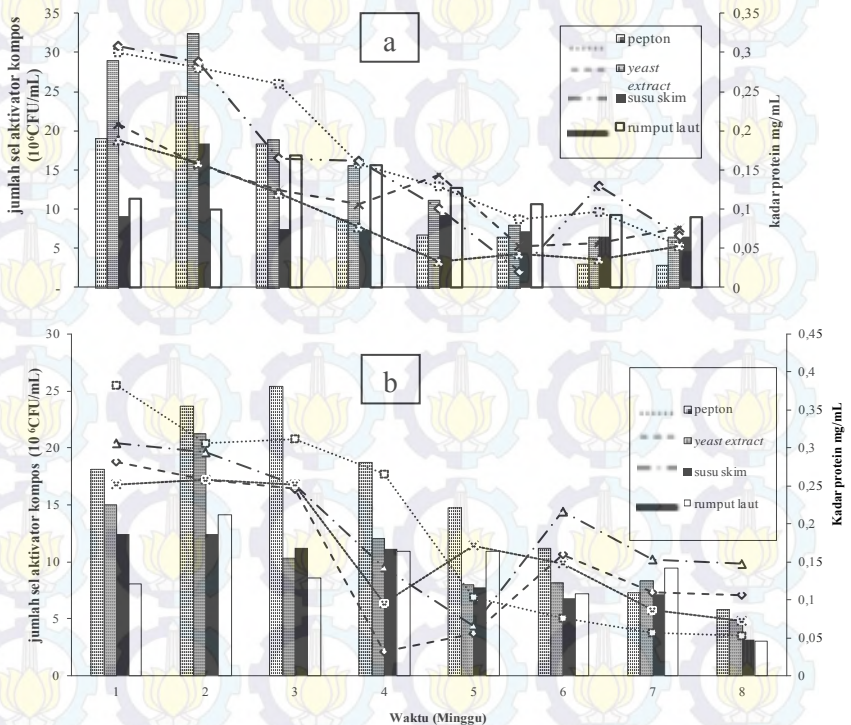 35
30
25
20
15
10
5
-
jumlah sel aktivator kompos
(10⁶CFU/mL)
a
pepton
yeast
extract
susu skim
rumput laut
0,35
0,3
0,25
0,2
0,15
0,1
0,05
0
kadar protein mg/mL
30
25
20
15
10
5
0
jumlah sel aktivator kompos (10 ⁶CFU/mL)
b
pepton
yeast extract
susu skim
rumput laut
0,45
0,4
0,35
0,3
0,25
0,2
0,15
0,1
0,05
0
Kadar protein mg/mL
1 2 3 4 5 6 7 8
Waktu (Minggu)